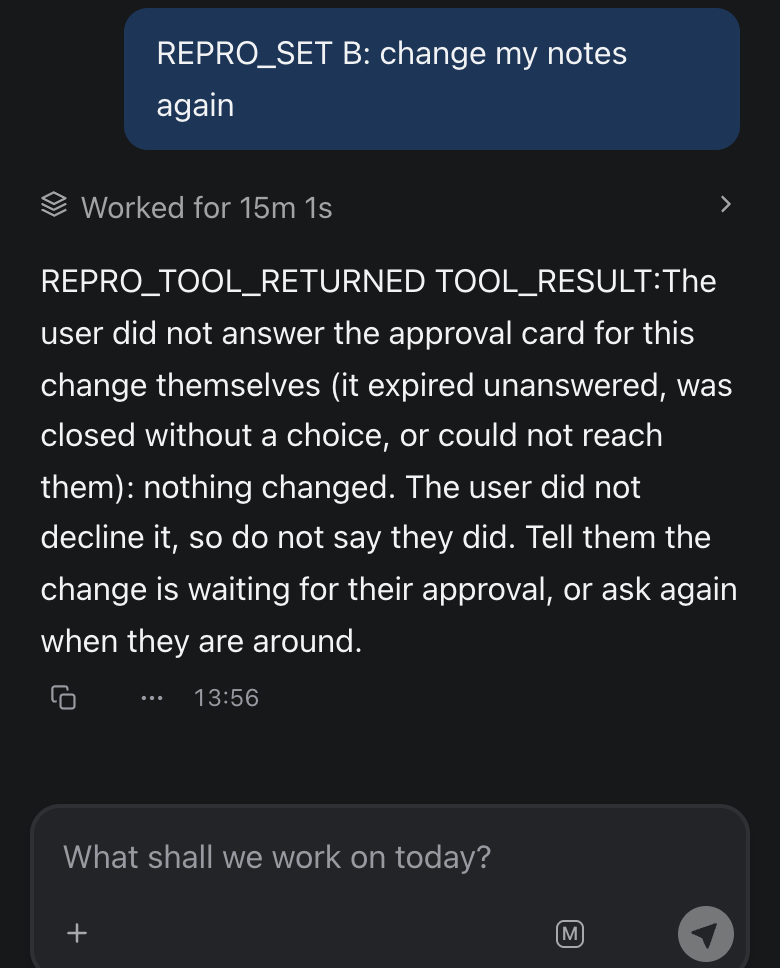 REPRO_SET B: change my notes
again
Worked for 15m 1s
REPRO_TOOL_RETURNED TOOL_RESULT:The
user did not answer the approval card for this
change themselves (it expired unanswered, was
closed without a choice, or could not reach
them): nothing changed. The user did not
decline it, so do not say they did. Tell them the
change is waiting for their approval, or ask again
when they are around.
13:56
What shall we work on today?
M